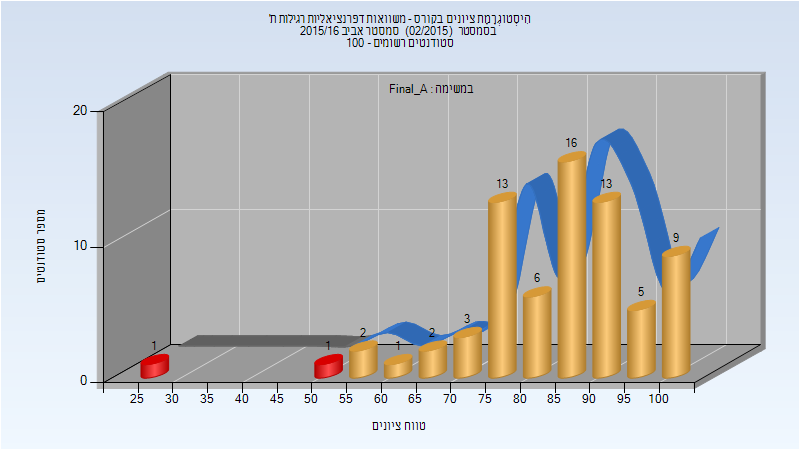 היסטוגרמת ציונים בקורס - משוואות דפרנציאליות רגילות ת'
בסמסטר (02/2015) סמסטר אביב 2015/16
סטודנטים רשומים - 100
במשימה : Final_A
מספר סטודנטים
20
10
0
1
1
2
1
2
3
13
6
16
13
5
9
25 30 35 40 45 50 55 60 65 70 75 80 85 90 95 100
טווח ציונים